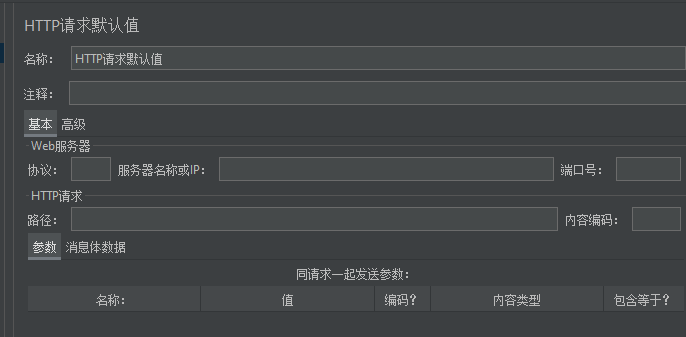 HTTP请求默认值
名称: HTTP请求默认值
注释:
基本 高级
Web服务器
协议: 服务器名称或IP: 端口号:
HTTP请求
路径: 内容编码:
参数 消息体数据
同请求一起发送参数:
名称: 值 编码? 内容类型 包含等于?